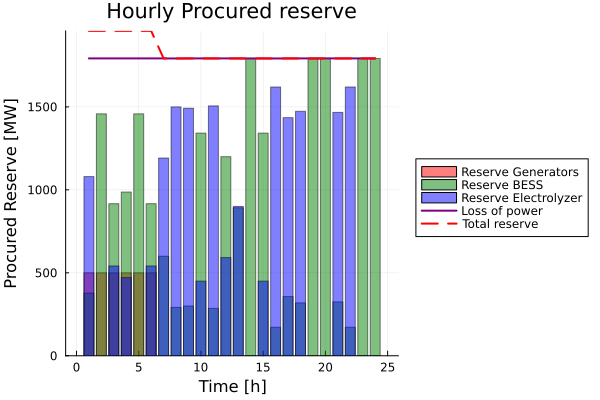 Hourly Procured reserve
Procured Reserve [MW]
1500
1000
500
0
0
5
10
15
20
25
Time [h]
Reserve Generators
Reserve BESS
Reserve Electrolyzer
Loss of power
Total reserve